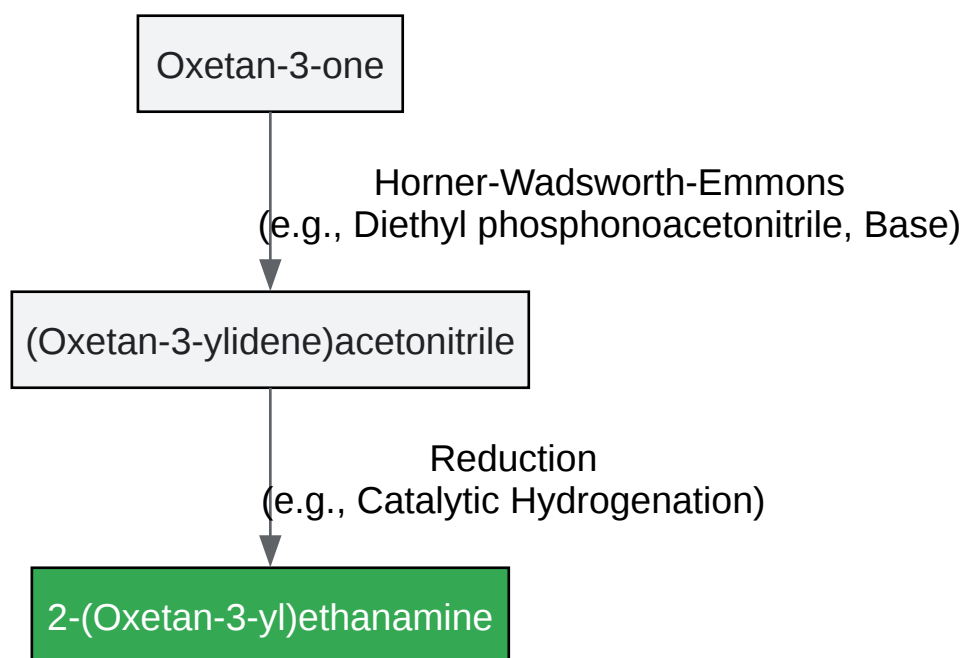 Oxetan-3-one
Horner-Wadsworth-Emmons
(e.g., Diethyl phosphonoacetonitrile, Base)
(Oxetan-3-ylidene)acetonitrile
Reduction
(e.g., Catalytic Hydrogenation)
2-(Oxetan-3-yl)ethanamine